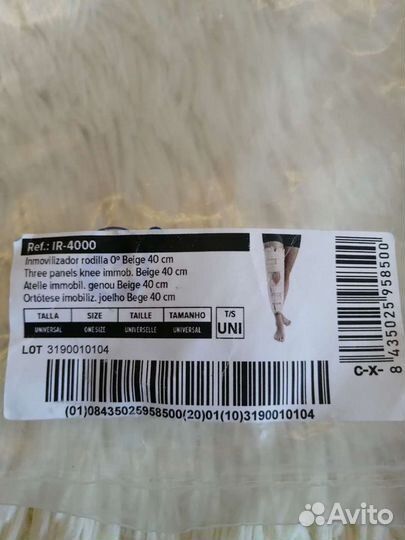 Ref.: IR-4000
Inmovilizador rodilla 0º Beige 40 cm
Three panels knee immob. Beige 40 cm
Atelle immobil. genou Beige 40 cm
Ortótese imobiliz. joelho Bege 40 cm
TALLA SIZE TAILLE TAMANHO T/S
UNIVERSAL ONE SIZE UNIVERSELLE UNIVERSAL UNI
LOT 3190010104
(01)08435025958500(20)01(10)3190010104
C-X-
8 435025 958500
Avito